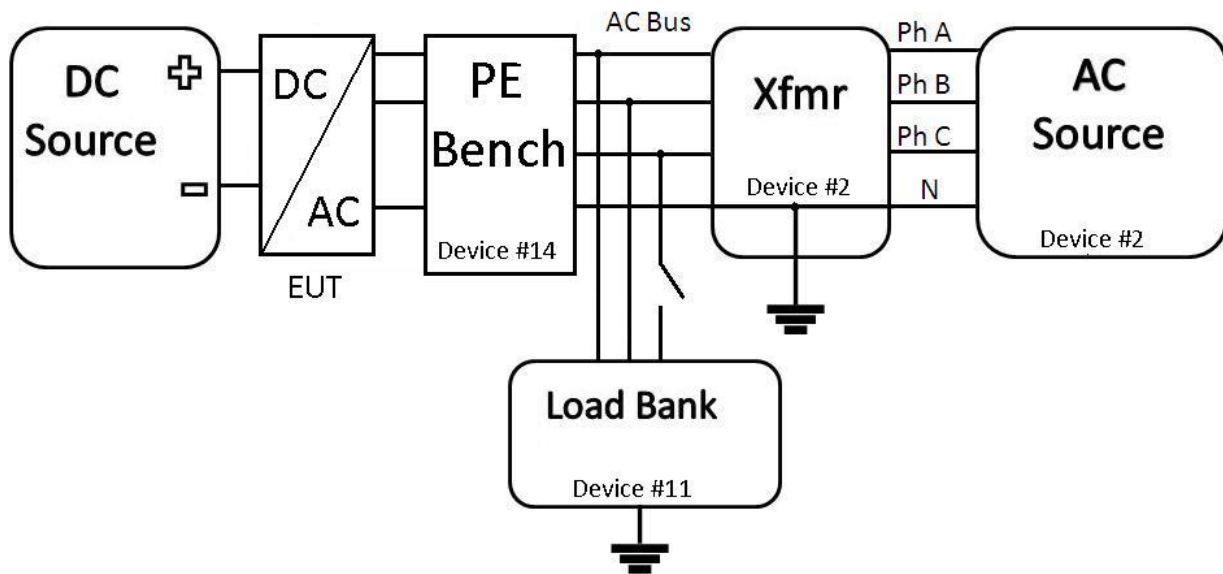 DC
Source
DC
AC
EUT
PE
Bench
Device #14
AC Bus
Xfmr
Device #2
Ph A
Ph B
Ph C
N
AC
Source
Device #2
Load Bank
Device #11